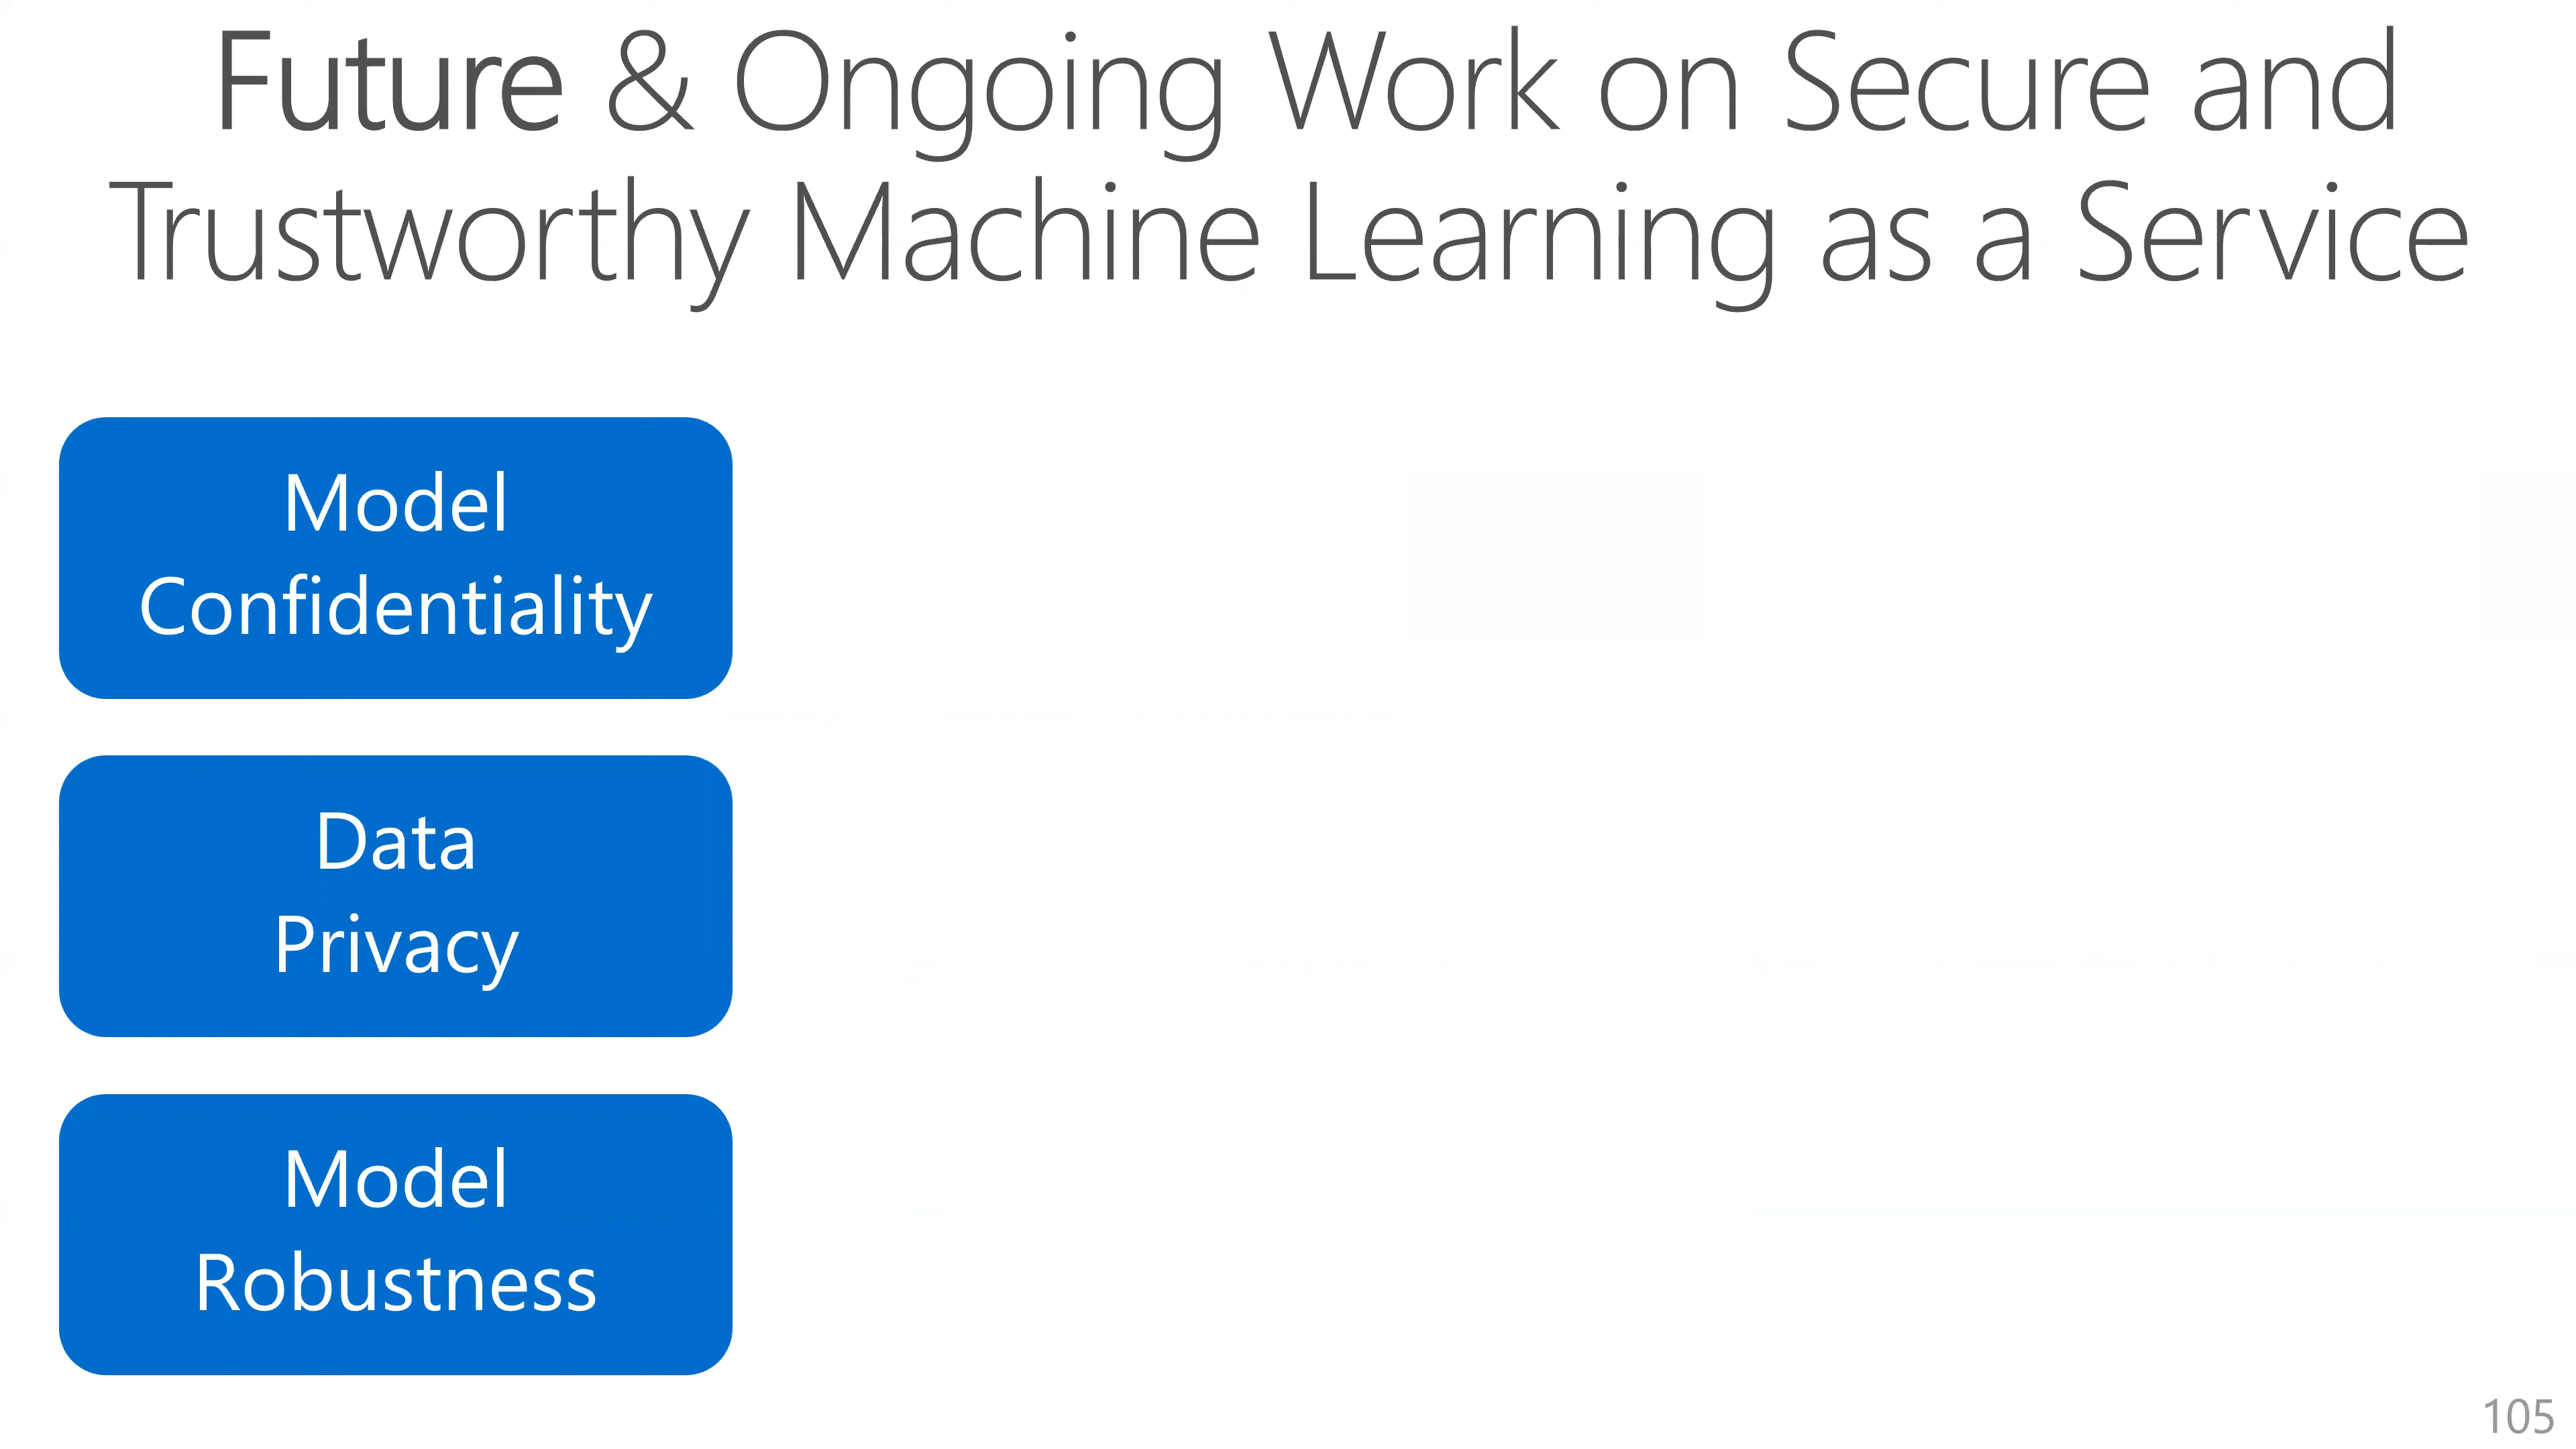 Future & Ongoing Work on Secure and
Trustworthy Machine Learning as a Service
Model
Confidentiality
Data
Privacy
Model
Robustness
105